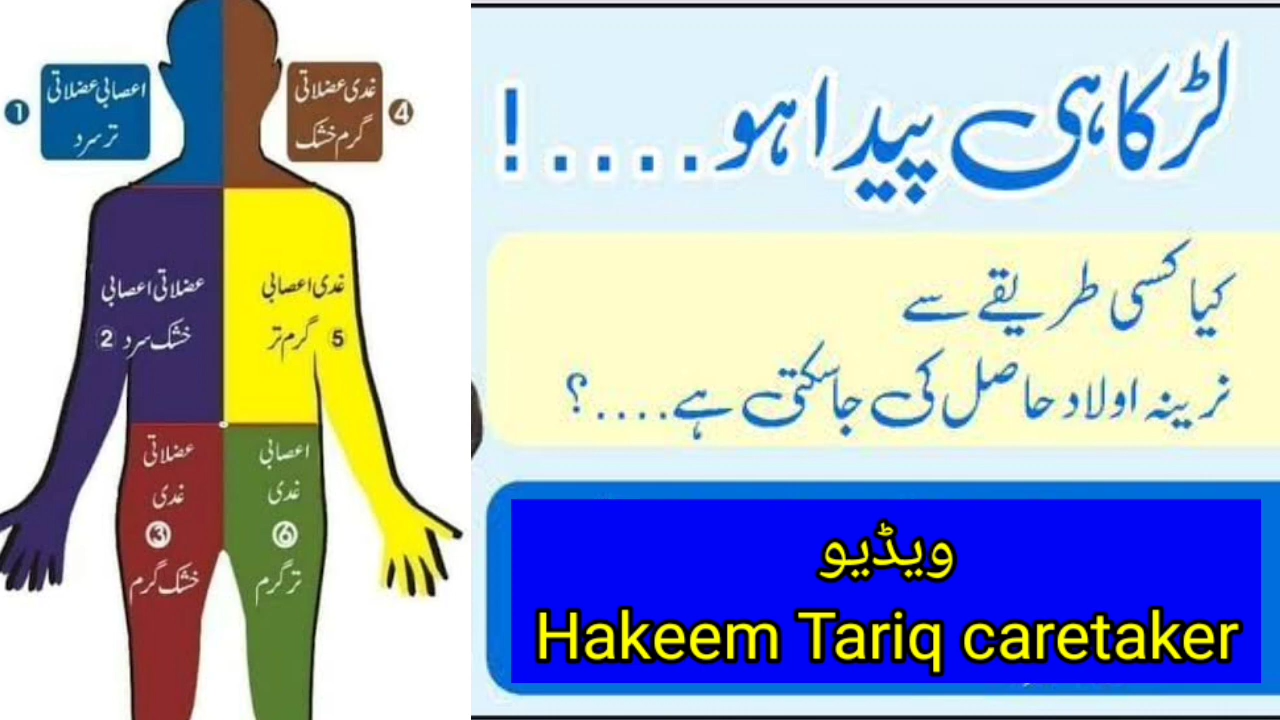 اعصابی عضلاتی
تر سرد
1
غدی عضلاتی
گرم خشک
4
عضلاتی اعصابی
خشک سرد 2
غدی اعصابی
5 گرم تر
عضلاتی
غدی
3
خشک گرم
اعصابی
غدی
6
تر گرم
لڑکا ہی پیدا ہو....!
کیا کسی طریقے سے
نرینہ اولاد حاصل کی جاسکتی ہے....؟
ویڈیو
Hakeem Tariq caretaker